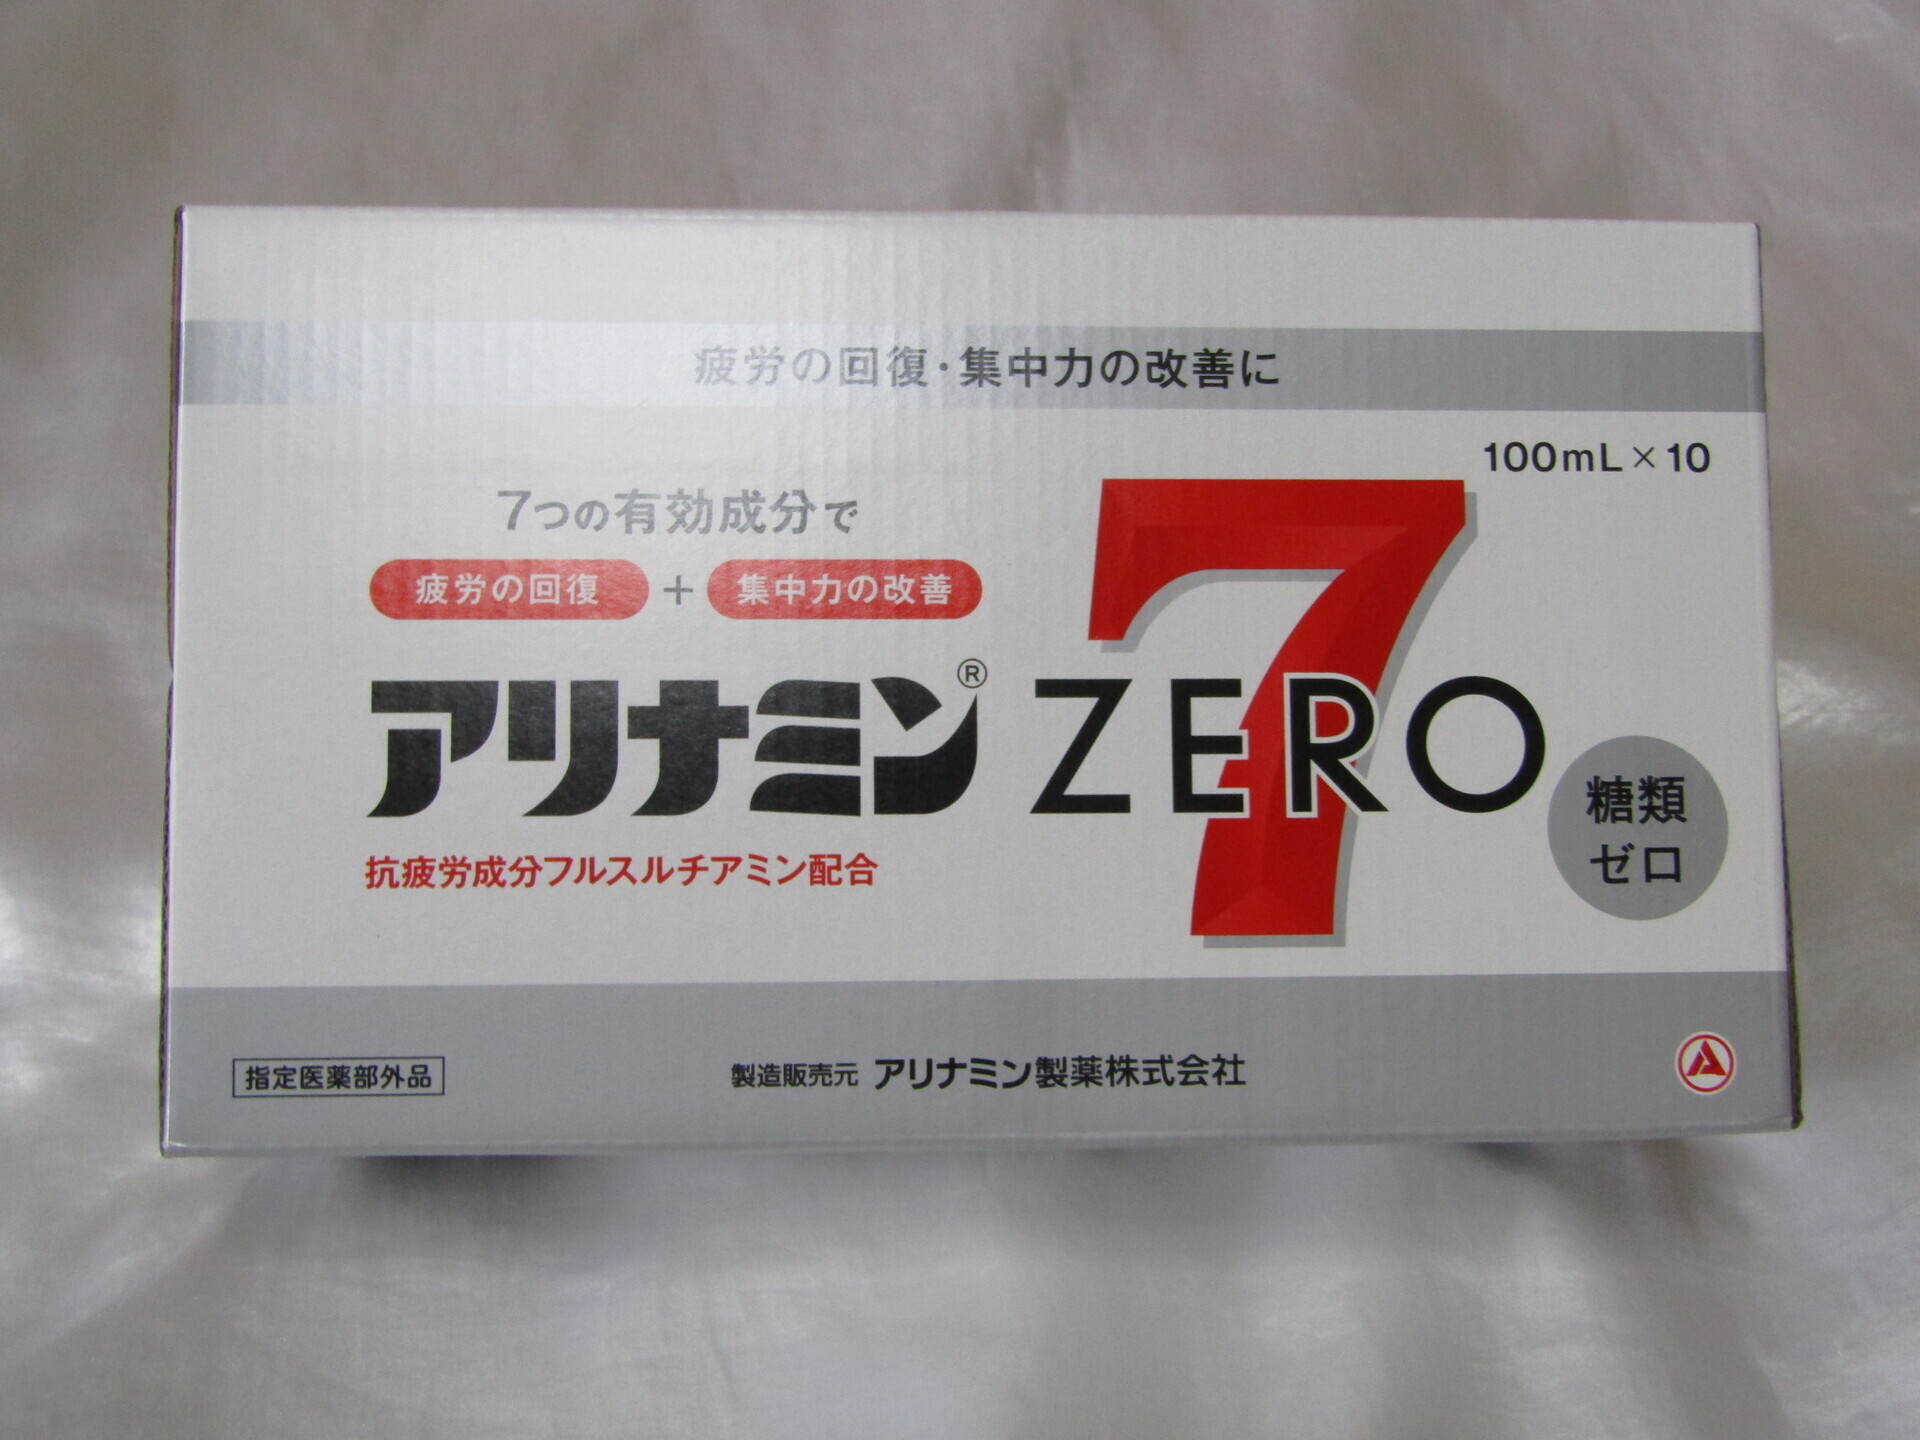 疲労の回復・集中力の改善に
100mL×10
7つの有効成分で
疲労の回復+集中力の改善
アリナミン® ZERO7
抗疲労成分フルスルチアミン配合
糖類
ゼロ
指定医薬部外品
製造販売元 アリナミン製薬株式会社